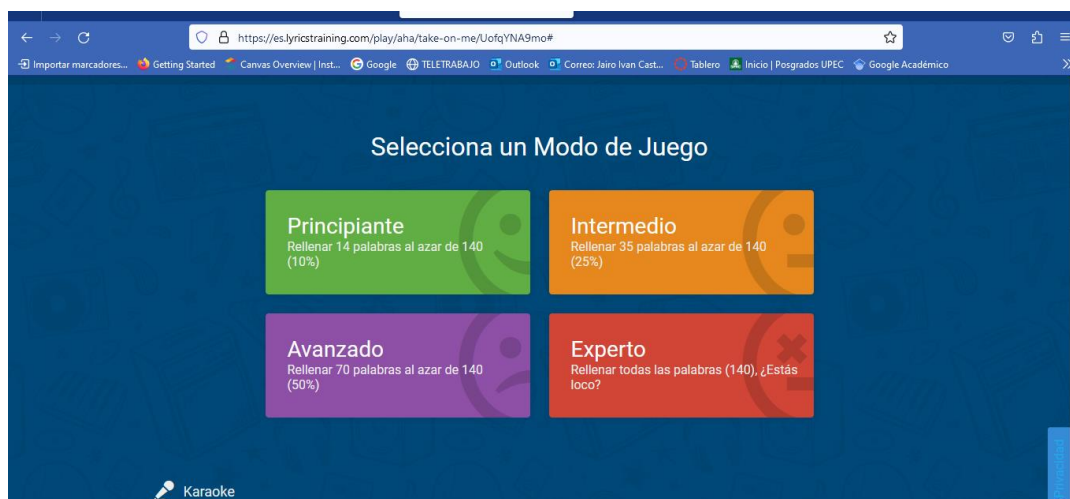 https://es.lyricstraining.com/play/aha/take-on-me/UofqYNA9mo#
Importar marcadores... Getting Started Canvas Overview | Inst... Google TELETRABAJO Outlook Correo: Jairo Ivan Cast... Tablero Inicio | Posgrados UPEC Google Académico
Selecciona un Modo de Juego
Principiante
Rellenar 14 palabras al azar de 140
(10%)
Intermedio
Rellenar 35 palabras al azar de 140
(25%)
Avanzado
Rellenar 70 palabras al azar de 140
(50%)
Experto
Rellenar todas las palabras (140), ¿Estás
loco?
Privacidad
Karaoke